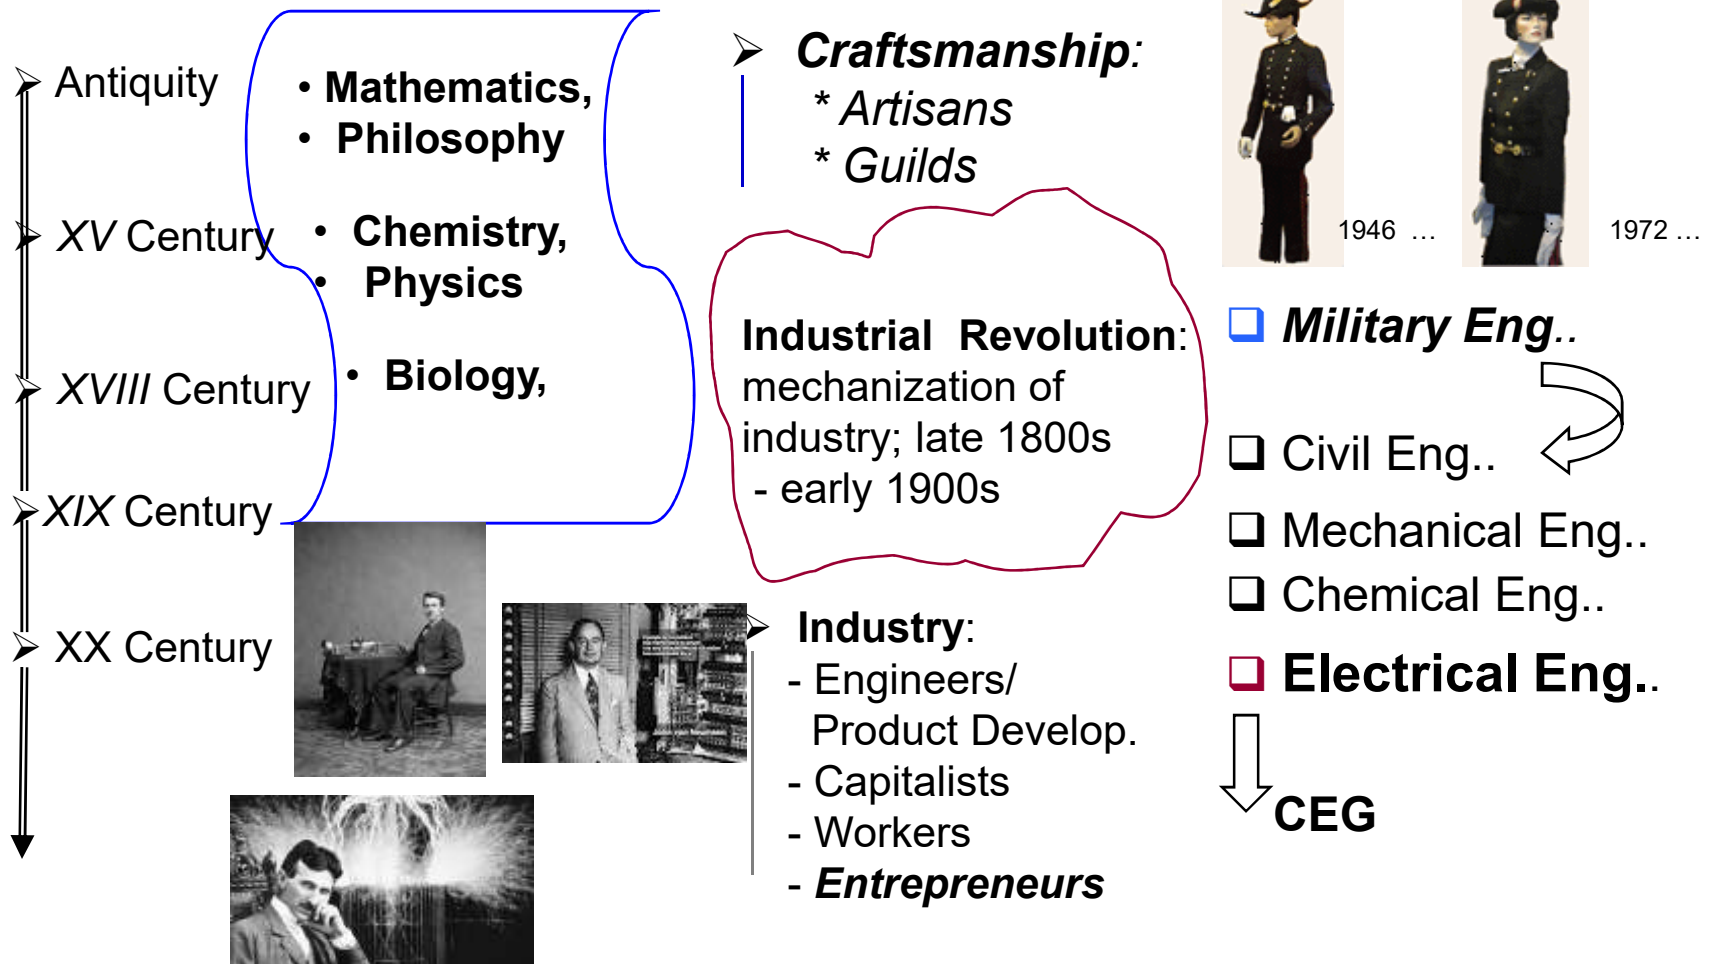 ➢ Antiquity
➢ XV Century
➢ XVIII Century
➢ XIX Century
➢ XX Century
• Mathematics,
• Philosophy
• Chemistry,
• Physics
• Biology,
➢ Craftsmanship:
* Artisans
* Guilds
Industrial Revolution:
mechanization of
industry; late 1800s
- early 1900s
➢ Industry:
- Engineers/
Product Develop.
- Capitalists
- Workers
- Entrepreneurs
1946 …
1972 …
❑ Military Eng..
❑ Civil Eng..
❑ Mechanical Eng..
❑ Chemical Eng..
❑ Electrical Eng..
CEG